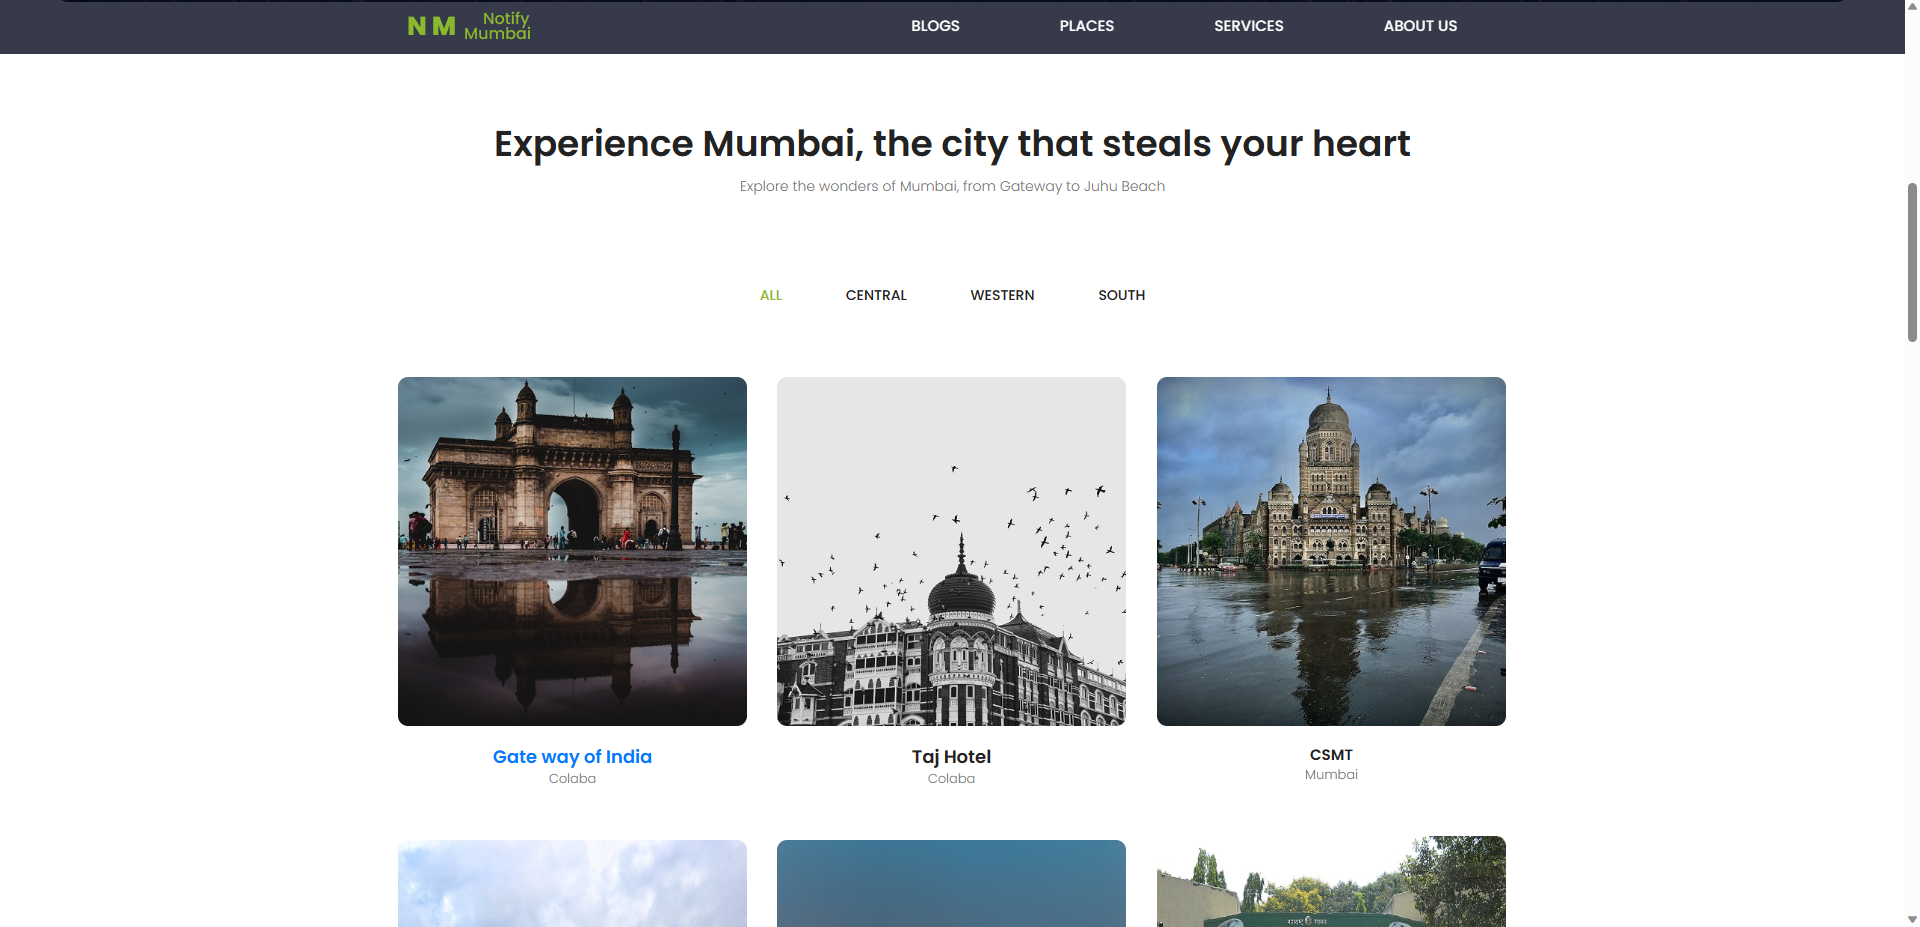 N M
Notify
Mumbai
BLOGS
PLACES
SERVICES
ABOUT US
Experience Mumbai, the city that steals your heart
Explore the wonders of Mumbai, from Gateway to Juhu Beach
ALL
CENTRAL
WESTERN
SOUTH
Gate way of India
Colaba
Taj Hotel
Colaba
CSMT
Mumbai